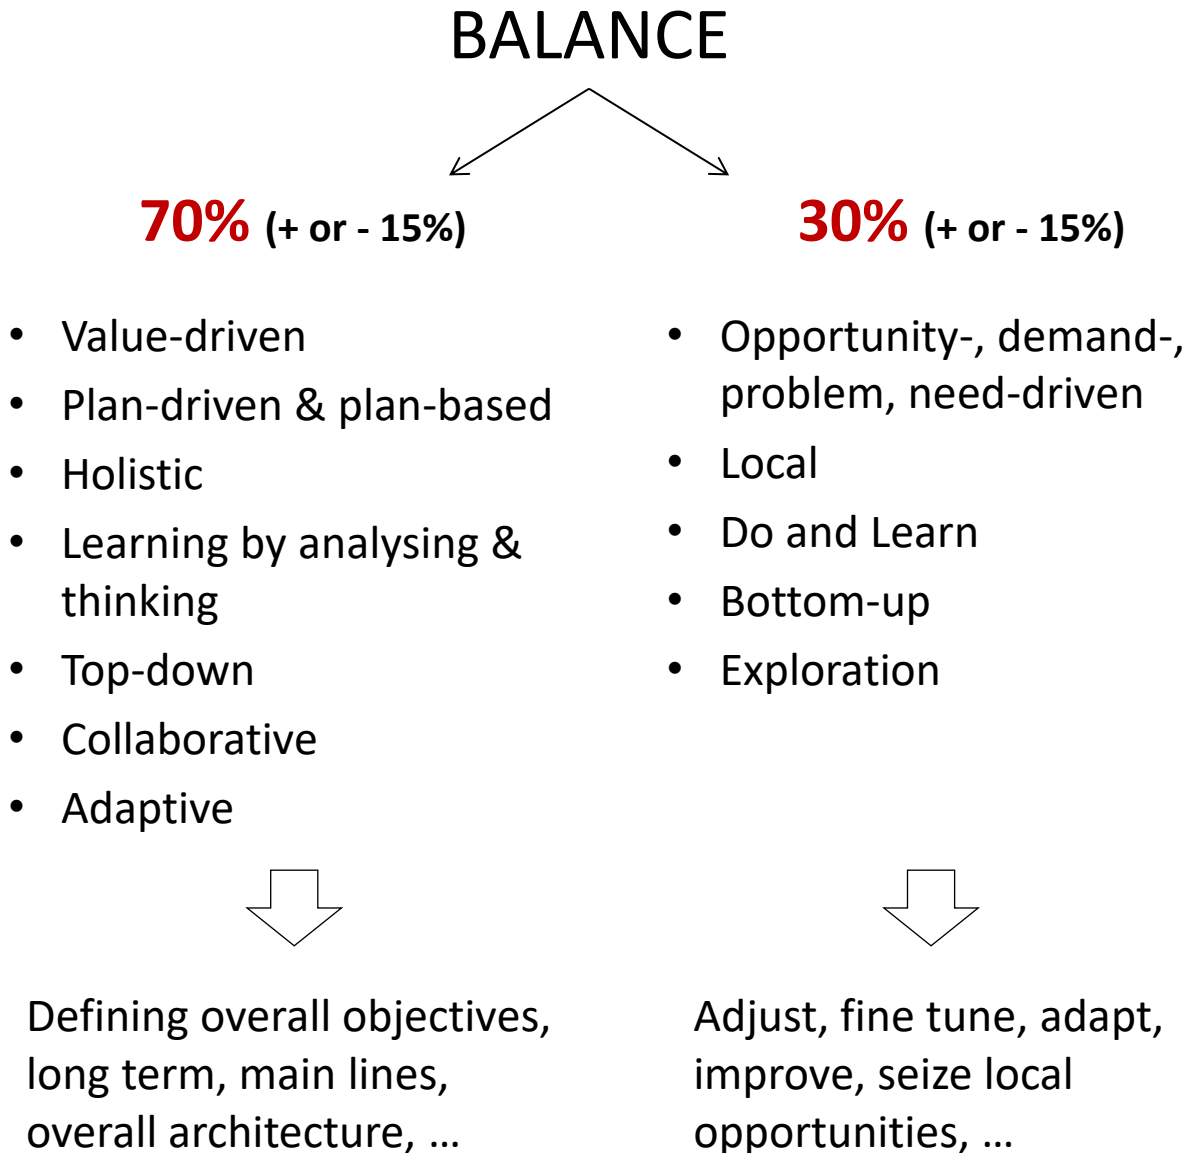 BALANCE
70% (+ or - 15%)
• Value-driven
• Plan-driven & plan-based
• Holistic
• Learning by analysing &
thinking
• Top-down
• Collaborative
• Adaptive
Defining overall objectives,
long term, main lines,
overall architecture, ...
30% (+ or - 15%)
• Opportunity-, demand-,
problem, need-driven
• Local
• Do and Learn
• Bottom-up
• Exploration
Adjust, fine tune, adapt,
improve, seize local
opportunities, ...